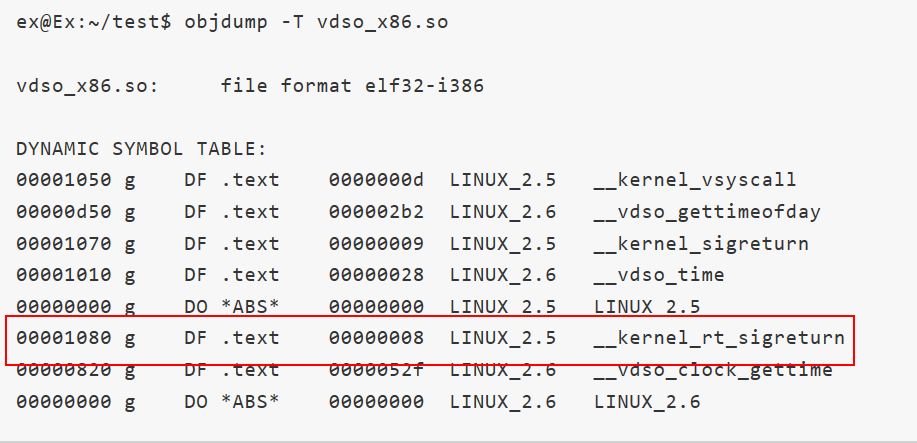 ex@Ex:~/test$ objdump -T vdso_x86.so
vdso_x86.so:     file format elf32-i386
DYNAMIC SYMBOL TABLE:
00001050 g    DF .text    0000000d  LINUX_2.5   __kernel_vsyscall
00000d50 g    DF .text    000002b2  LINUX_2.6   __vdso_gettimeofday
00001070 g    DF .text    00000009  LINUX_2.5   __kernel_sigreturn
00001010 g    DF .text    00000028  LINUX_2.6   __vdso_time
00000000 g    DO *ABS*    00000000  LINUX_2.5   LINUX_2.5
00001080 g    DF .text    00000008  LINUX_2.5   __kernel_rt_sigreturn
00000820 g    DF .text    0000052f  LINUX_2.6   __vdso_clock_gettime
00000000 g    DO *ABS*    00000000  LINUX_2.6   LINUX_2.6